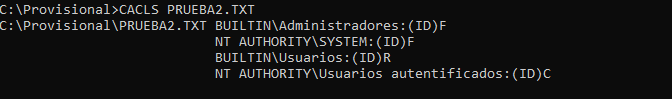 C:\Provisional>CACLS PRUEBA2.TXT
C:\Provisional\PRUEBA2.TXT BUILTIN\Administradores:(ID)F
NT AUTHORITY\SYSTEM:(ID)F
BUILTIN\Usuarios:(ID)R
NT AUTHORITY\Usuarios autentificados:(ID)C